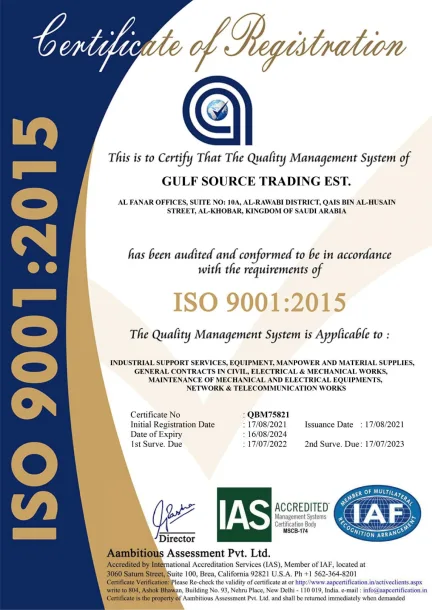 Certificate of Registration
ISO 9001:2015
This is to Certify That The Quality Management System of
GULF SOURCE TRADING EST.
AL FANAR OFFICES, SUITE NO: 10A, AL-RAWABI DISTRICT, QAIS BIN AL-HUSAIN
STREET, AL-KHOBAR, KINGDOM OF SAUDI ARABIA
has been audited and conformed to be in accordance
with the requirements of
ISO 9001:2015
The Quality Management System is Applicable to :
INDUSTRIAL SUPPORT SERVICES, EQUIPMENT, MANPOWER AND MATERIAL SUPPLIES,
GENERAL CONTRACTS IN CIVIL, ELECTRICAL & MECHANICAL WORKS,
MAINTENANCE OF MECHANICAL AND ELECTRICAL EQUIPMENTS,
NETWORK & TELECOMMUNICATION WORKS
Certificate No : QBM75821
Initial Registration Date : 17/08/2021 Issuance Date : 17/08/2021
Date of Expiry : 16/08/2024
1st Surve. Due : 17/07/2022 2nd Surve. Due : 17/07/2023
Director
IAS
ACCREDITED
Management Systems
Certification Body
MSCB-174
MEMBER OF MULTILATERAL
IAF
RECOGNITION ARRANGEMENT
Aambitious Assessment Pvt. Ltd.
Accredited by International Accreditation Services (IAS), Member of IAF, located at
3060 Saturn Street, Suite 100, Brea, California 92821 U.S.A. Ph +1 562-364-8201
Certificate Verification: Please Re-check the validity of certificate at or http://www.aapcertification.in/activeclients.aspx
write to 804, Ashok Bhawan, Building No. 93, Nehru Place, New Delhi - 110 019, India. e-mail : info@aapcertification.in
Certificate is the property of Aambitious Assessment Pvt. Ltd. and shall be returned immediately when demanded